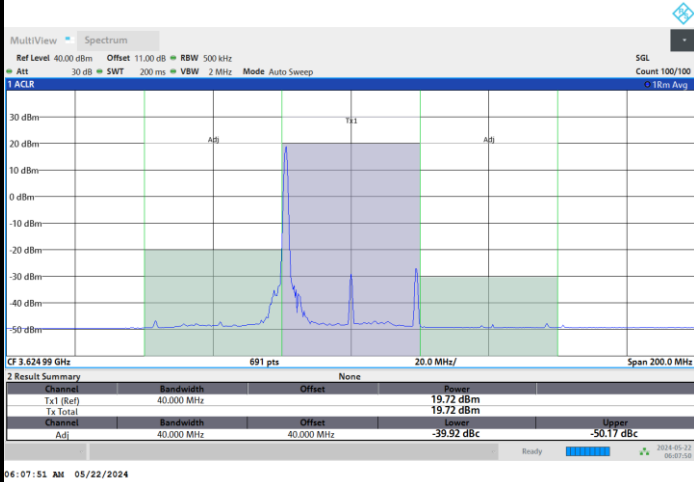 MultiView Spectrum
Ref Level 40.00 dBm Offset 11.00 dB RBW 500 kHz SGL
Att 30 dB SWT 200 ms VBW 2 MHz Mode Auto Sweep Count 100/100
1 ACLR 1Rm Avg
30 dBm
Tx1
20 dBm Adj Adj
10 dBm
0 dBm
-10 dBm
-20 dBm
-30 dBm
-40 dBm
-50 dBm
CF 3.624 99 GHz 691 pts 20.0 MHz/ Span 200.0 MHz
2 Result Summary None
Channel Bandwidth Offset Power
Tx1 (Ref) 40.000 MHz 19.72 dBm
Tx Total 19.72 dBm
Channel Bandwidth Offset Lower Upper
Adj 40.000 MHz 40.000 MHz -39.92 dBc -50.17 dBc
Ready 2024-05-22
06:07:50
06:07:51 AM 05/22/2024